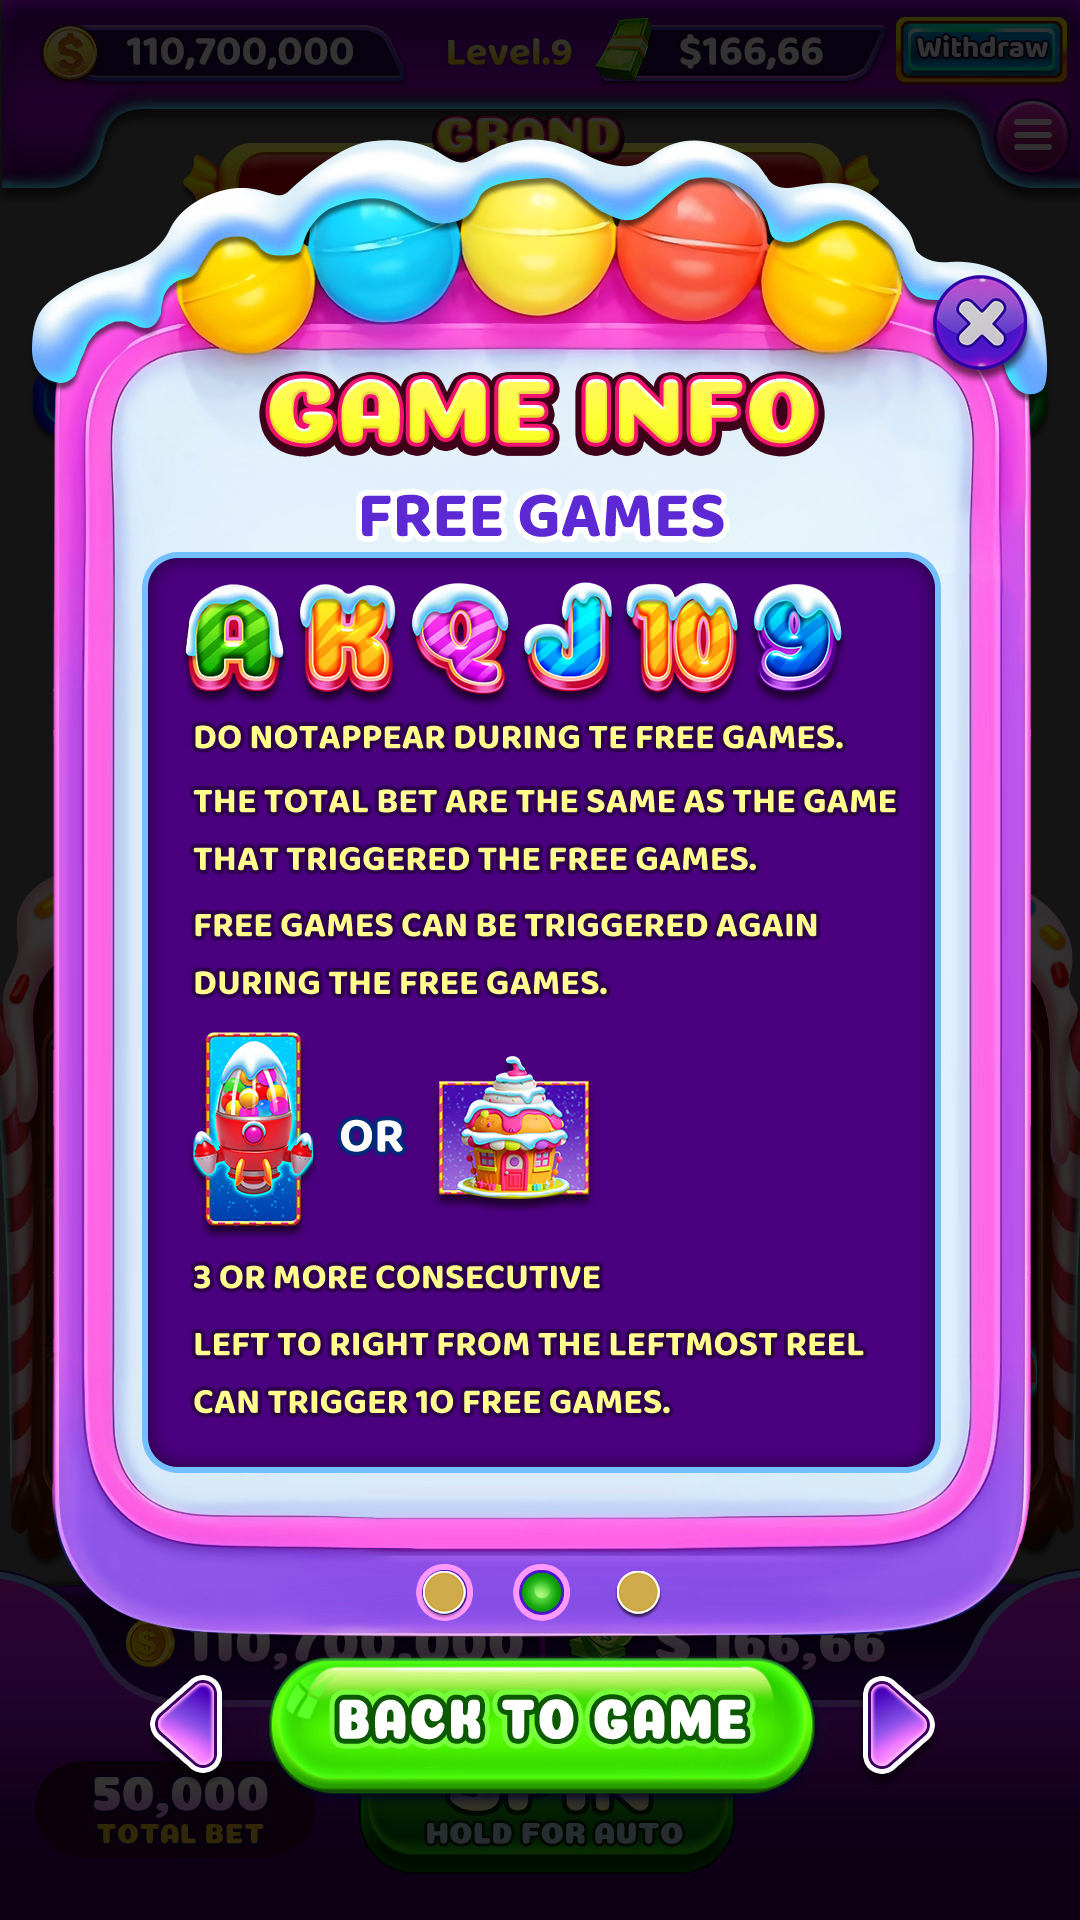 110,700,000
Level.9
$166,66
Withdraw
GRAND
GAME INFO
FREE GAMES
A K Q J 10 9
DO NOTAPPEAR DURING TE FREE GAMES.
THE TOTAL BET ARE THE SAME AS THE GAME
THAT TRIGGERED THE FREE GAMES.
FREE GAMES CAN BE TRIGGERED AGAIN
DURING THE FREE GAMES.
OR
3 OR MORE CONSECUTIVE
LEFT TO RIGHT FROM THE LEFTMOST REEL
CAN TRIGGER 10 FREE GAMES.
110,700,000
$ 166,66
BACK TO GAME
50,000
TOTAL BET
SPIN
HOLD FOR AUTO